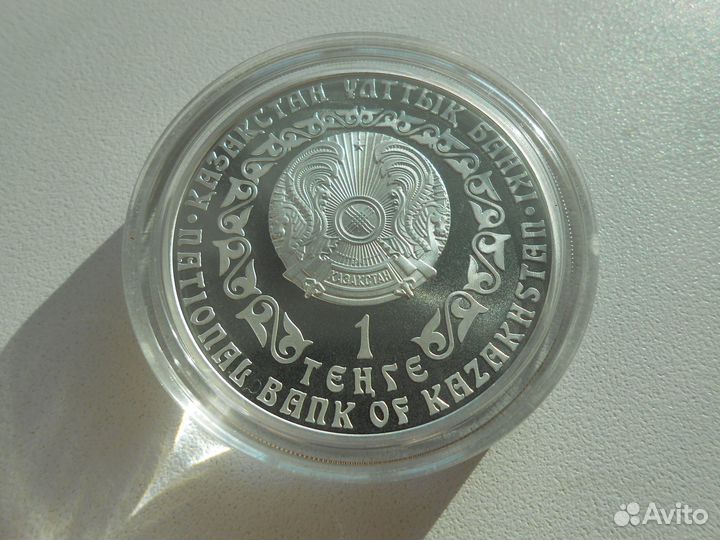 ҚАЗАҚСТАН ҰЛТТЫҚ БАНКІ
ҚАЗАҚСТАН
1
ТЕҢГЕ
NATIONAL BANK OF KAZAKHSTAN
Avito